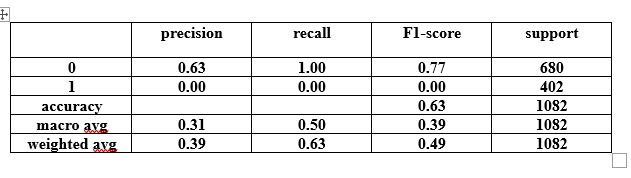 precision recall F1-score support
0 0.63 1.00 0.77 680
1 0.00 0.00 0.00 402
accuracy 0.63 1082
macro avg 0.31 0.50 0.39 1082
weighted avg 0.39 0.63 0.49 1082